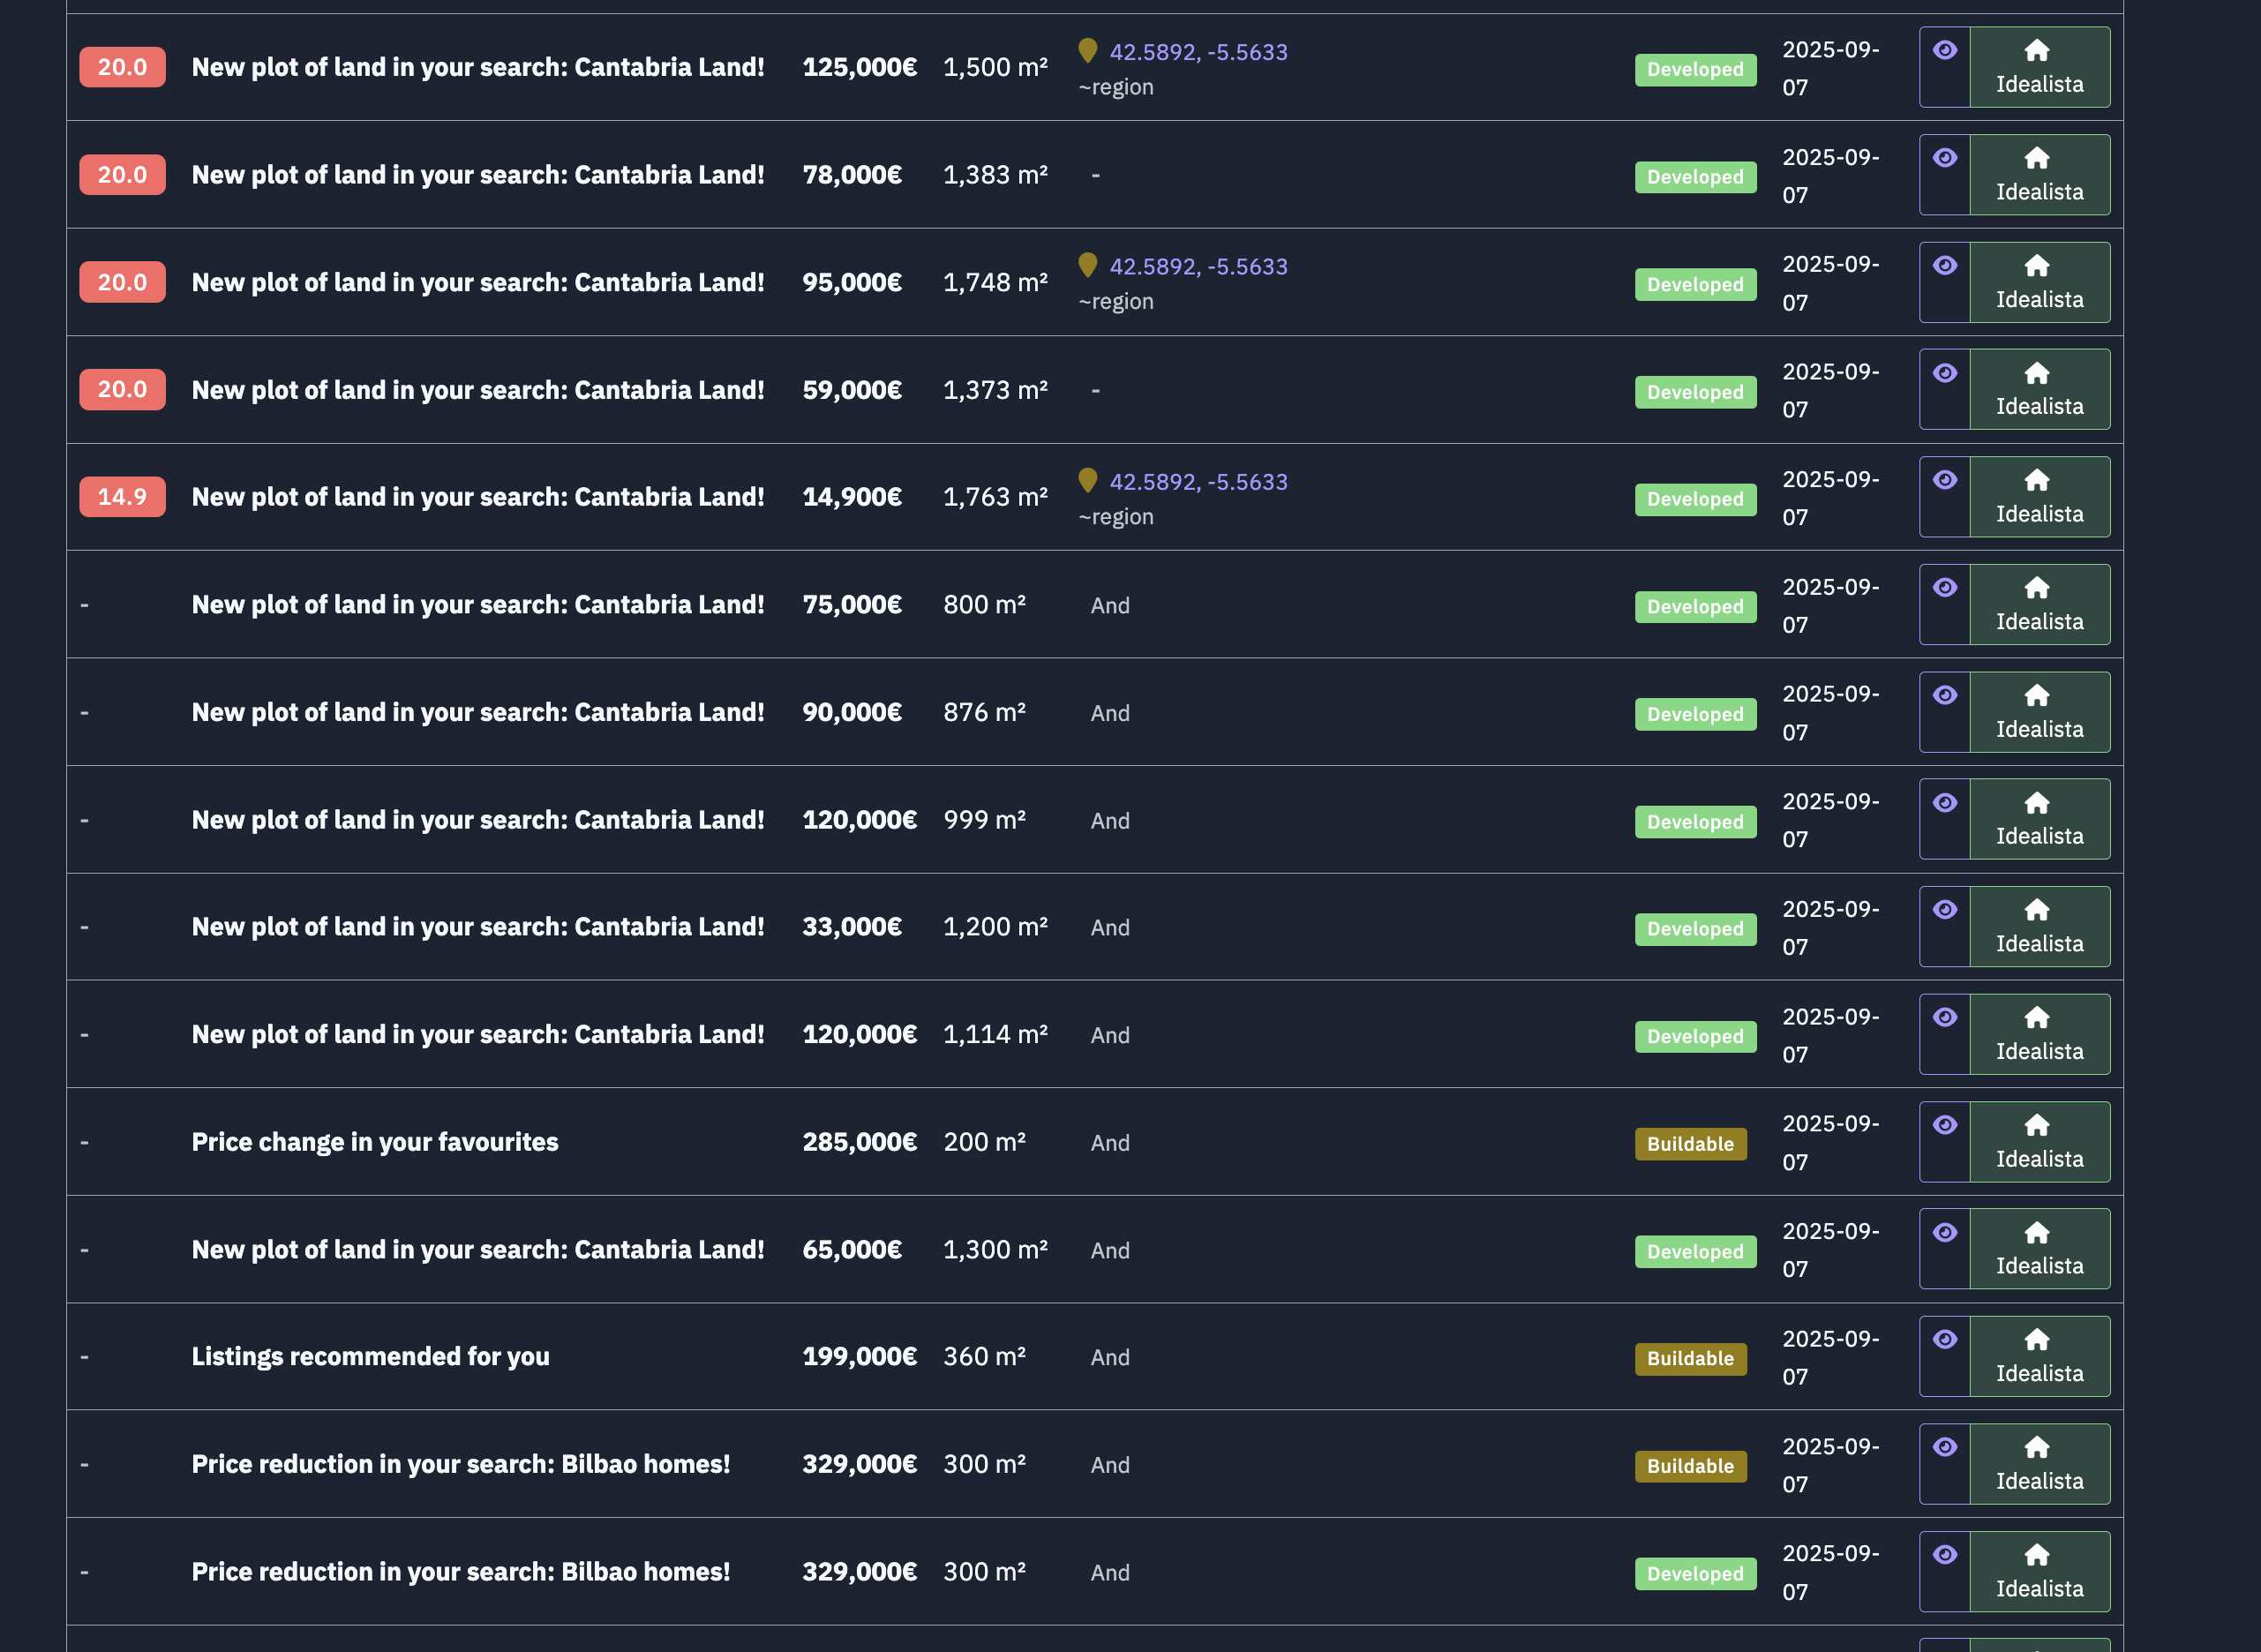 20.0 New plot of land in your search: Cantabria Land! 125,000€ 1,500 m² 42.5892, -5.5633 Developed 2025-09-
~region 07 Idealista
20.0 New plot of land in your search: Cantabria Land! 78,000€ 1,383 m² - Developed 2025-09-
07 Idealista
20.0 New plot of land in your search: Cantabria Land! 95,000€ 1,748 m² 42.5892, -5.5633 Developed 2025-09-
~region 07 Idealista
20.0 New plot of land in your search: Cantabria Land! 59,000€ 1,373 m² - Developed 2025-09-
07 Idealista
14.9 New plot of land in your search: Cantabria Land! 14,900€ 1,763 m² 42.5892, -5.5633 Developed 2025-09-
~region 07 Idealista
- New plot of land in your search: Cantabria Land! 75,000€ 800 m² And Developed 2025-09-
07 Idealista
- New plot of land in your search: Cantabria Land! 90,000€ 876 m² And Developed 2025-09-
07 Idealista
- New plot of land in your search: Cantabria Land! 120,000€ 999 m² And Developed 2025-09-
07 Idealista
- New plot of land in your search: Cantabria Land! 33,000€ 1,200 m² And Developed 2025-09-
07 Idealista
- New plot of land in your search: Cantabria Land! 120,000€ 1,114 m² And Developed 2025-09-
07 Idealista
- Price change in your favourites 285,000€ 200 m² And Buildable 2025-09-
07 Idealista
- New plot of land in your search: Cantabria Land! 65,000€ 1,300 m² And Developed 2025-09-
07 Idealista
- Listings recommended for you 199,000€ 360 m² And Buildable 2025-09-
07 Idealista
- Price reduction in your search: Bilbao homes! 329,000€ 300 m² And Buildable 2025-09-
07 Idealista
- Price reduction in your search: Bilbao homes! 329,000€ 300 m² And Developed 2025-09-
07 Idealista